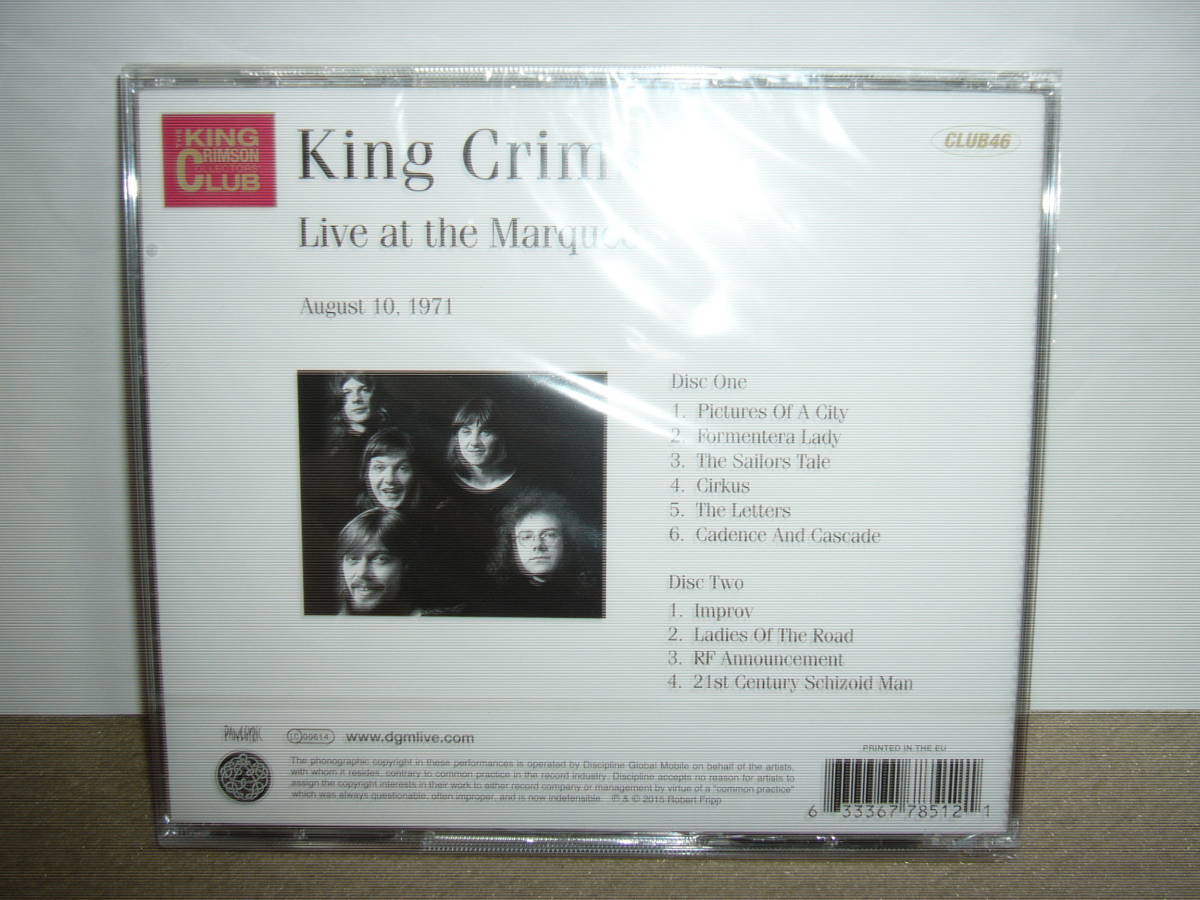 THE KING
CRIMSON
COLLECTORS
CLUB
King Crim
CLUB46
Live at the Marquee
August 10, 1971
Disc One
1. Pictures Of A City
2. Formentera Lady
3. The Sailors Tale
4. Cirkus
5. The Letters
6. Cadence And Cascade
Disc Two
1. Improv
2. Ladies Of The Road
3. RF Announcement
4. 21st Century Schizoid Man
PANEGYRIC
LC 00614
www.dgmlive.com
PRINTED IN THE EU
The phonographic copyright in these performances is operated by Discipline Global Mobile on behalf of the artists,
with whom it resides, contrary to common practice in the record industry. Discipline accepts no reason for artists to
assign the copyright interests in their work to either record company or management by virtue of a "common practice"
which was always questionable, often improper, and is now indefensible. ℗ & © 2015 Robert Fripp
6 33367 78512 1